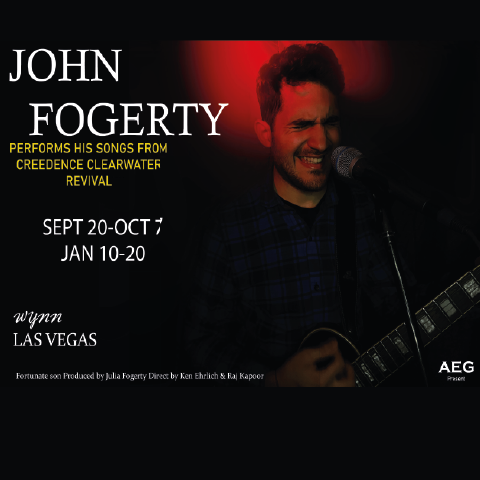 JOHN
FOGERTY
PERFORMS HIS SONGS FROM
CREEDENCE CLEARWATER
REVIVAL
SEPT 20-OCT 7
JAN 10-20
wynn
LAS VEGAS
Fortunate son Produced by Julia Fogerty Direct by Ken Ehrlich & Raj Kapoor
AEG
Present